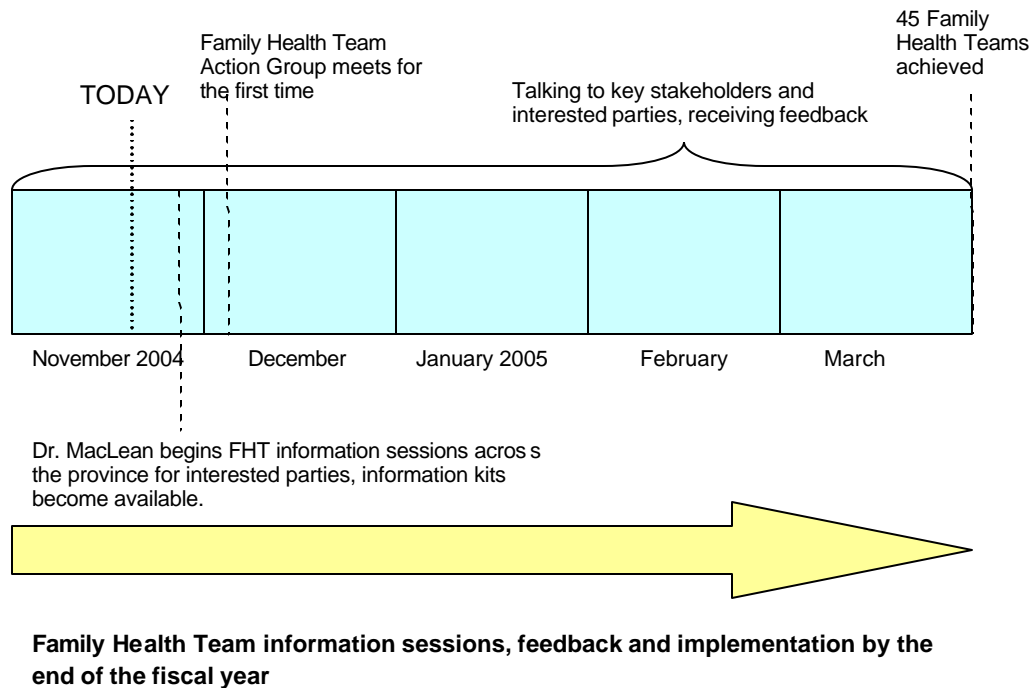 45 Family
Health Teams
achieved
Family Health Team
Action Group meets for
the first time
TODAY
Talking to key stakeholders and
interested parties, receiving feedback
November 2004
December
January 2005
February
March
Dr. MacLean begins FHT information sessions across
the province for interested parties, information kits
become available.
Family Health Team information sessions, feedback and implementation by the
end of the fiscal year